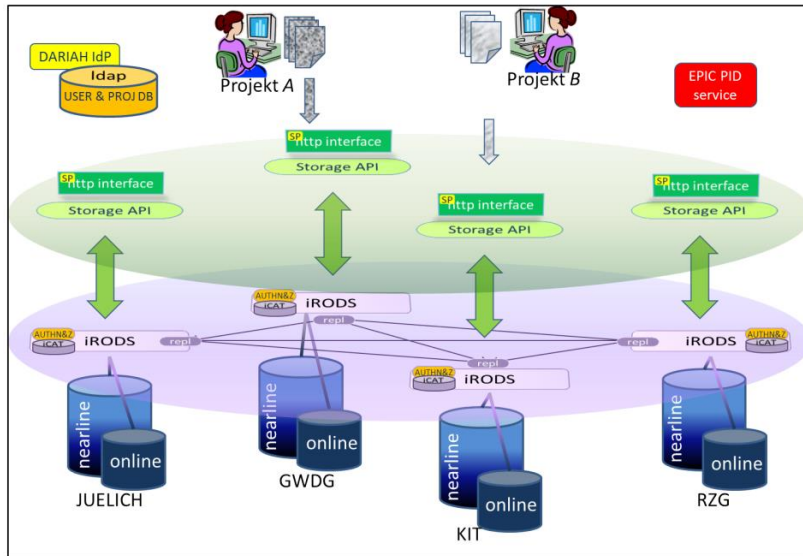 DARIAH IdP
ldap
USER & PROJ DB
Projekt A
Projekt B
EPIC PID
service
SP
http interface
Storage API
SP
http interface
Storage API
SP
http interface
Storage API
SP
http interface
Storage API
AUTHN&Z
iCAT
iRODS
repl
AUTHN&Z
iCAT
iRODS
repl
AUTHN&Z
iCAT
iRODS
repl
repl
iRODS
AUTHN&Z
iCAT
nearline
online
JUELICH
nearline
online
GWDG
nearline
online
KIT
nearline
online
RZG